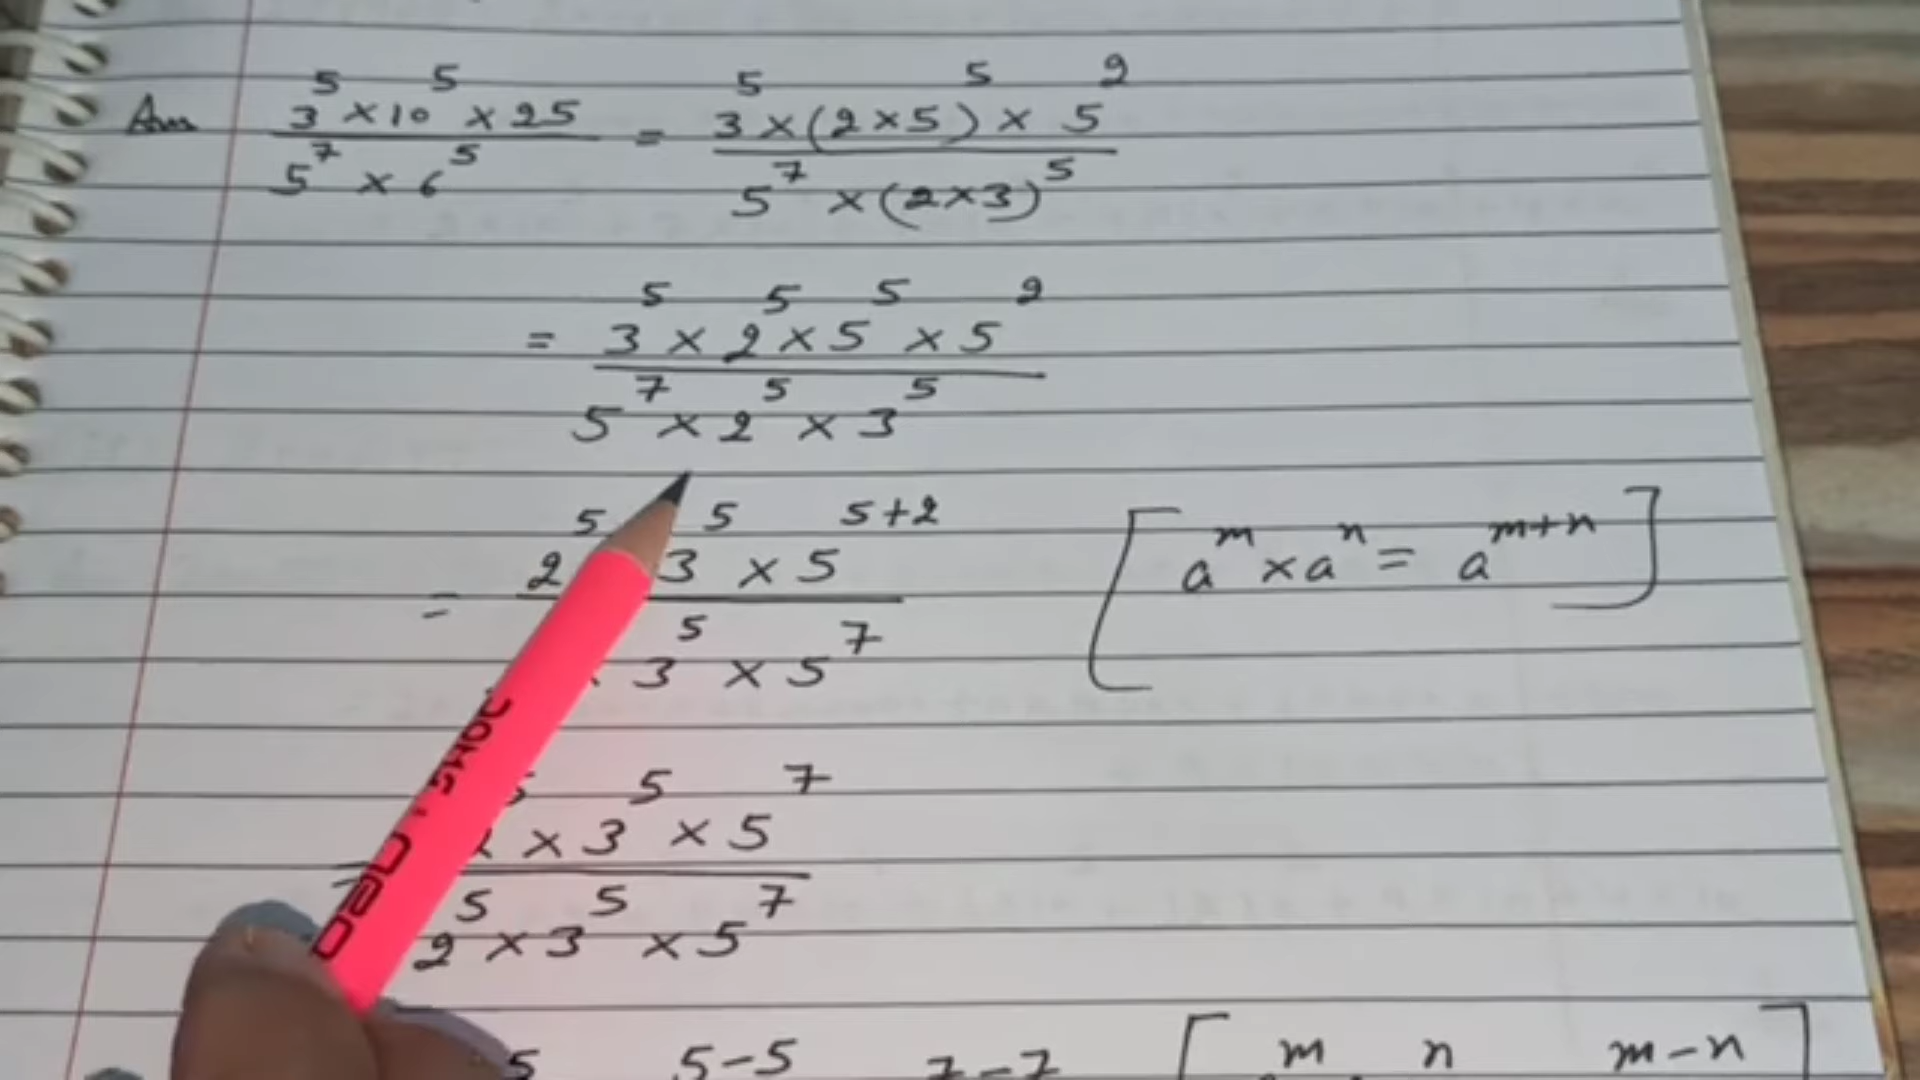 Ans 3^5 × 10^5 × 25 / 5^7 × 6^5 = 3^5 × (2 × 5)^5 × 5^2 / 5^7 × (2 × 3)^5
= 3^5 × 2^5 × 5^5 × 5^2 / 5^7 × 2^5 × 3^5
= 2^5 3^5 × 5^5+2 / 3^5 × 5^7 [a^m × a^n = a^m+n]
= × 3^5 × 5^7 / 2^5 × 3^5 × 5^7
5 5-5 7-7 [ m n m-n ]